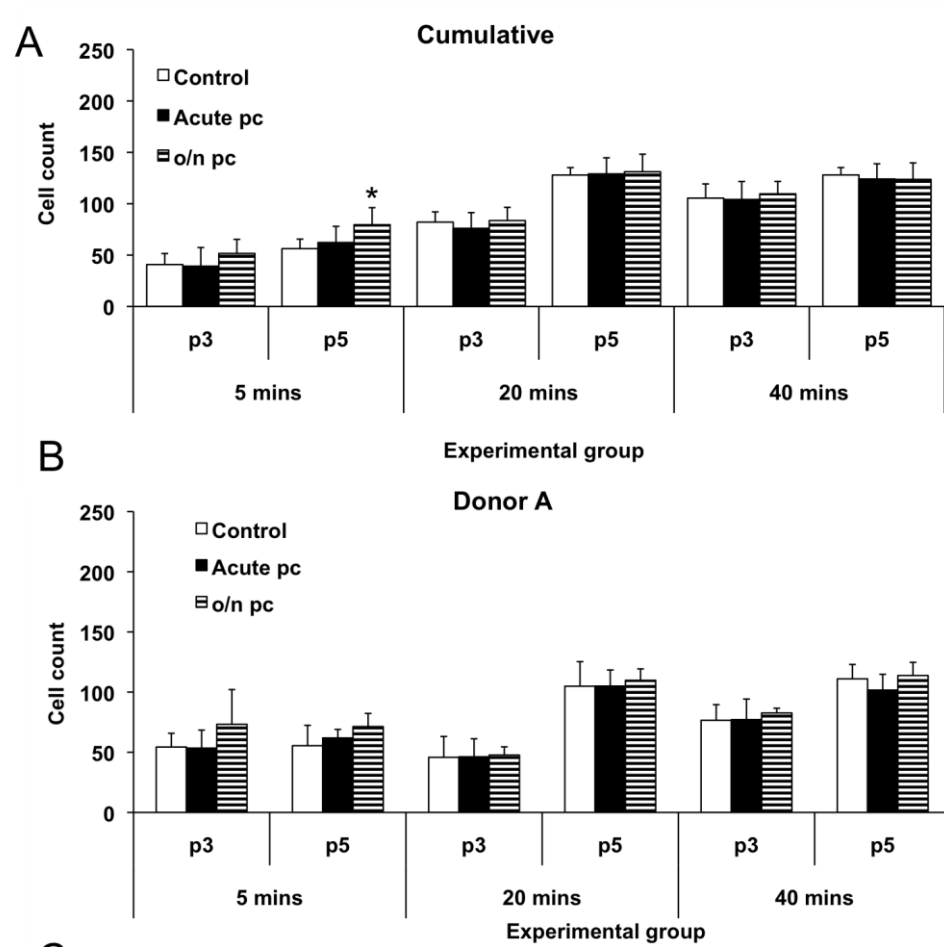 A
Cumulative
250
200
150
100
50
0
Cell count
Control
Acute pc
o/n pc
*
p3 p5 p3 p5 p3 p5
5 mins 20 mins 40 mins
Experimental group
B
Donor A
250
200
150
100
50
0
Cell count
Control
Acute pc
o/n pc
p3 p5 p3 p5 p3 p5
5 mins 20 mins 40 mins
Experimental group